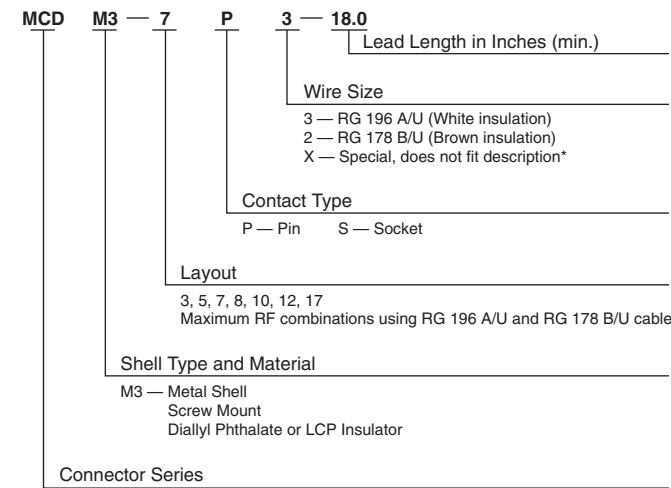 MCD M3 — 7 P 3 — 18.0
Lead Length in Inches (min.)
Wire Size
3 — RG 196 A/U (White insulation)
2 — RG 178 B/U (Brown insulation)
X — Special, does not fit description*
Contact Type
P — Pin S — Socket
Layout
3, 5, 7, 8, 10, 12, 17
Maximum RF combinations using RG 196 A/U and RG 178 B/U cable
Shell Type and Material
M3 — Metal Shell
Screw Mount
Diallyl Phthalate or LCP Insulator
Connector Series